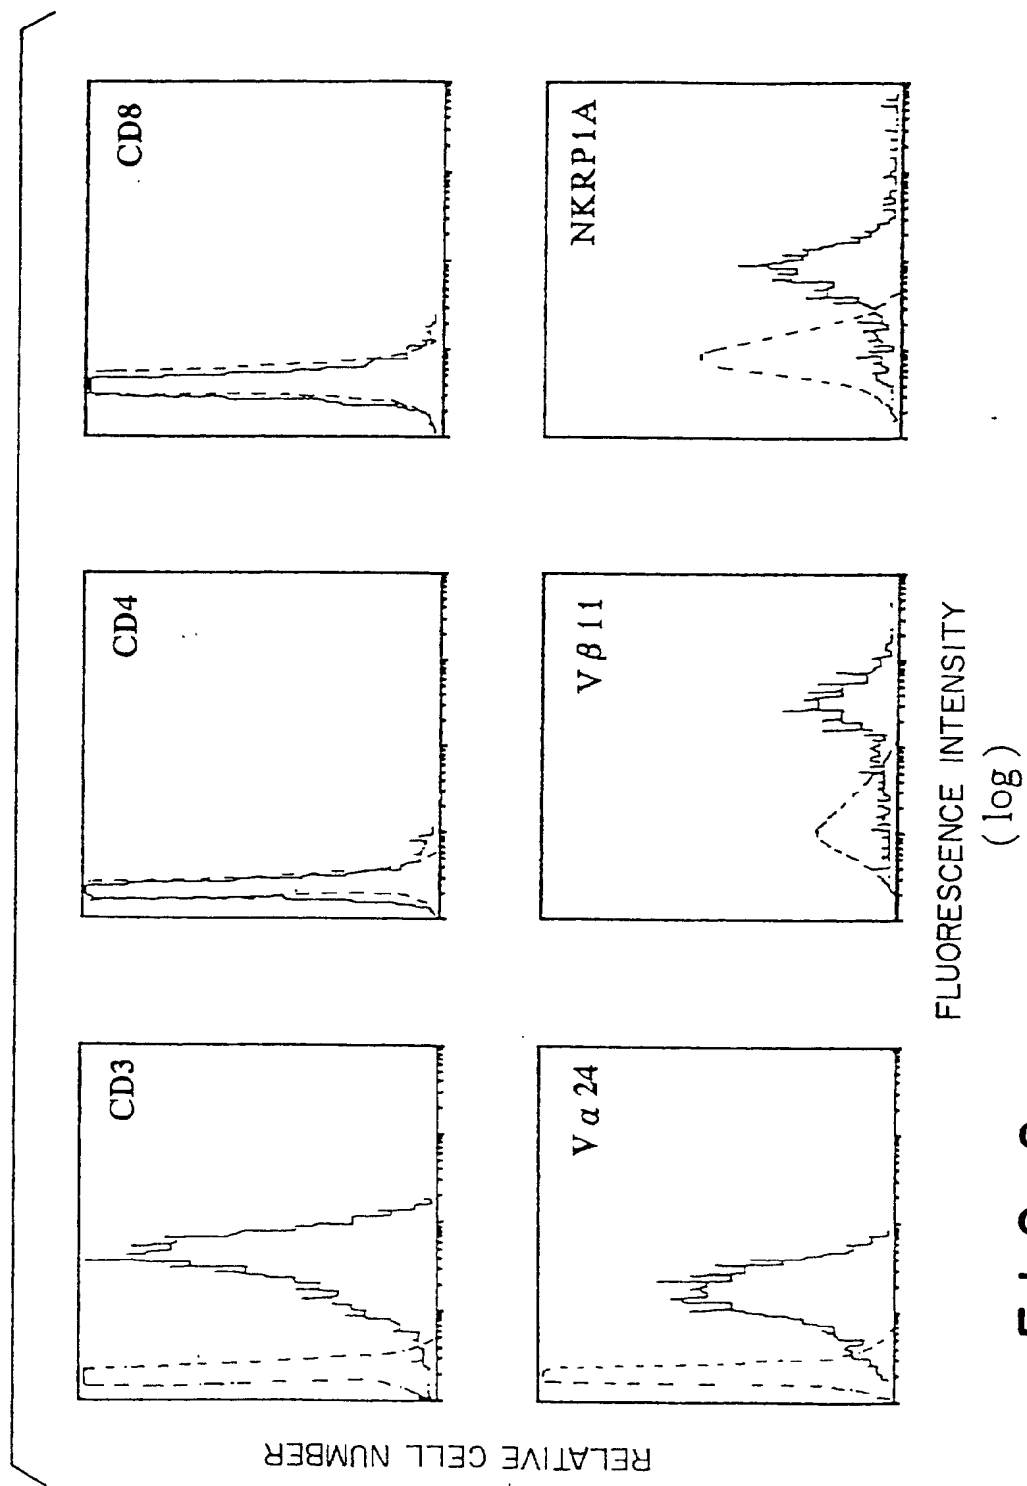 CD3
CD4
CD8
V α 24
V β 11
NKRP1A
RELATIVE CELL NUMBER
FLUORESCENCE INTENSITY
(log)